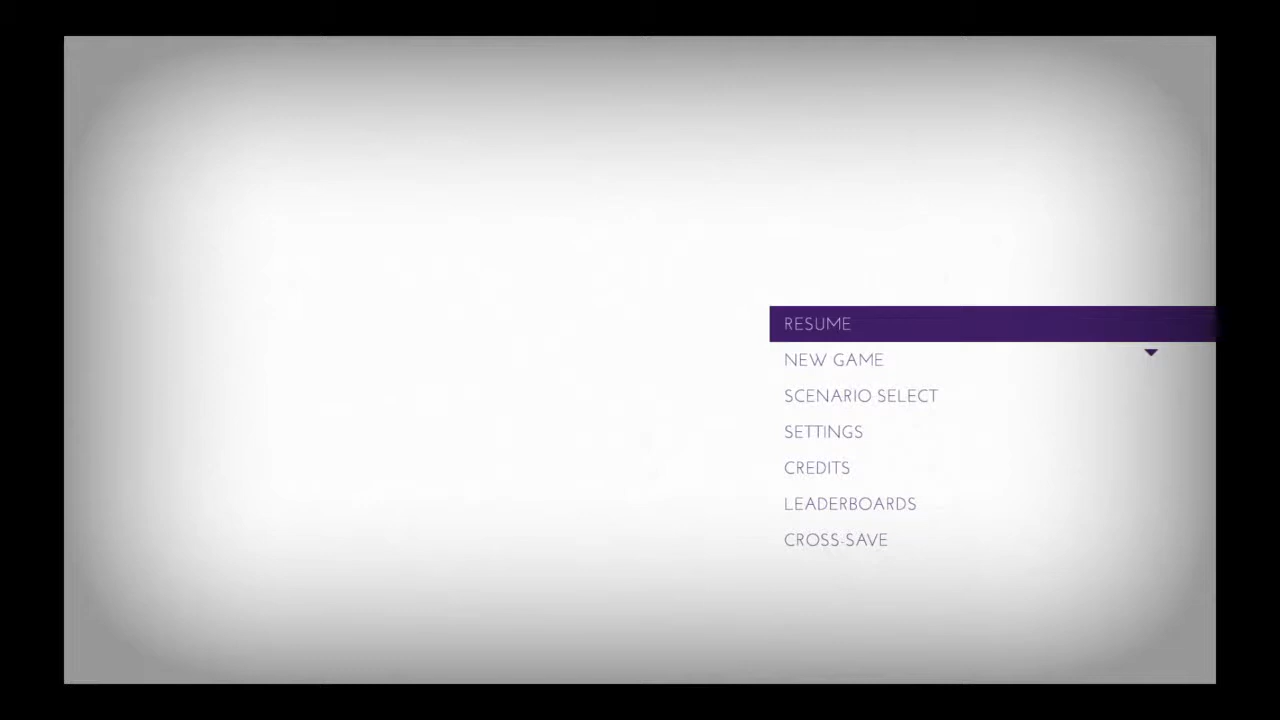 RESUME
NEW GAME
SCENARIO SELECT
SETTINGS
CREDITS
LEADERBOARDS
CROSS-SAVE